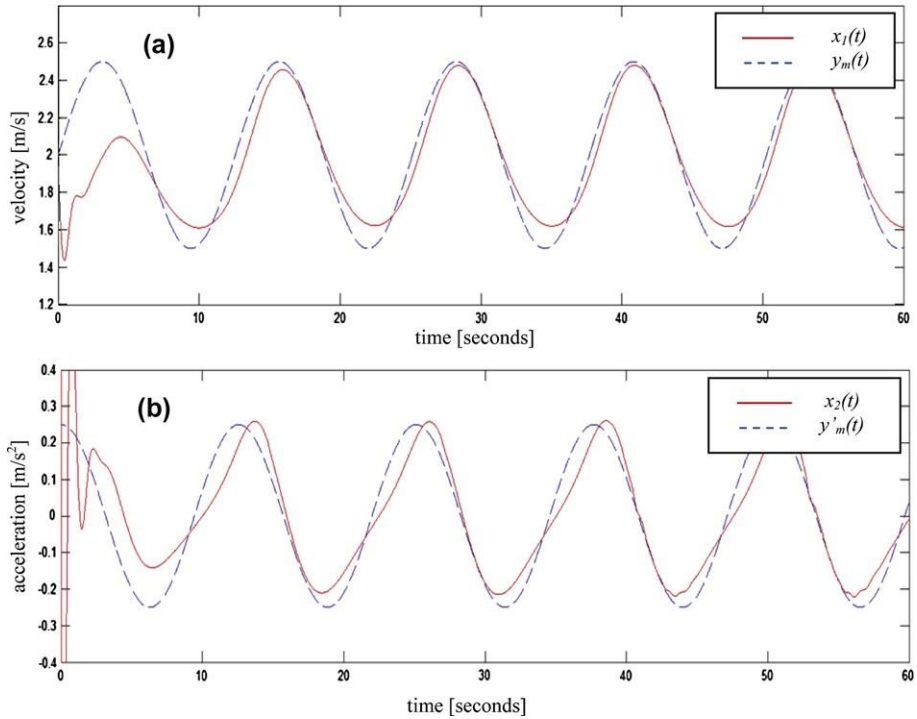 (a)
x₁(t)
yₘ(t)
2.6
2.4
2.2
2
1.8
1.6
1.4
1.2
velocity [m/s]
0 10 20 30 40 50 60
time [seconds]
(b)
x₂(t)
y'ₘ(t)
0.4
0.3
0.2
0.1
0
-0.1
-0.2
-0.3
-0.4
acceleration [m/s²]
0 10 20 30 40 50 60
time [seconds]